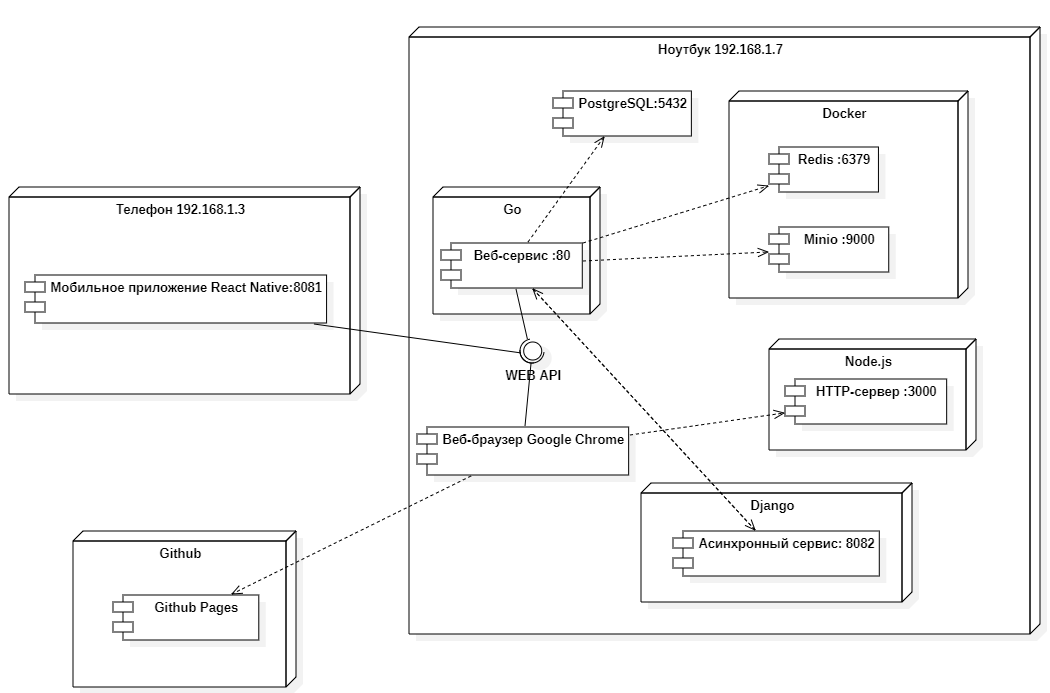 Ноутбук 192.168.1.7
PostgreSQL:5432
Docker
Redis :6379
Телефон 192.168.1.3
Go
Minio :9000
Веб-сервис :80
Мобильное приложение React Native:8081
WEB API
Node.js
HTTP-сервер :3000
Веб-браузер Google Chrome
Django
Асинхронный сервис: 8082
Github
Github Pages